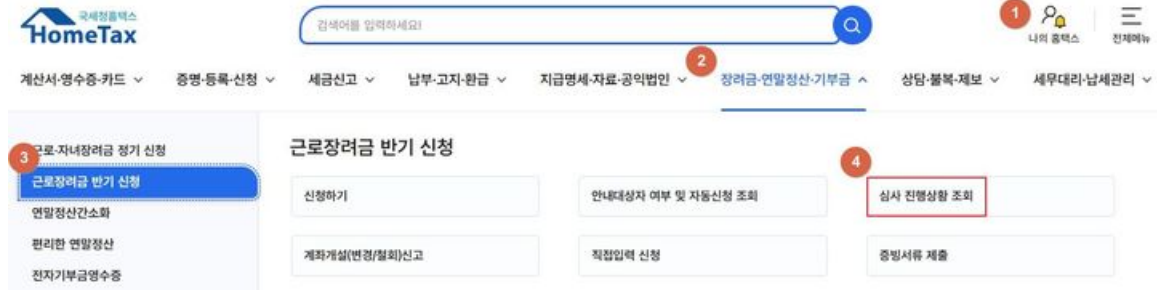 국세청홈택스
HomeTax
검색어를 입력하세요!
1
나의 홈택스
전체메뉴
계산서·영수증·카드 증명·등록·신청 세금신고 납부·고지·환급 지급명세·자료·공익법인 2 장려금·연말정산·기부금 상담·불복·제보 세무대리·납세관리
근로·자녀장려금 정기 신청
3
근로장려금 반기 신청
연말정산간소화
편리한 연말정산
전자기부금영수증
근로장려금 반기 신청
4
신청하기 안내대상자 여부 및 자동신청 조회 심사 진행상황 조회
계좌개설(변경/철회)신고 직접입력 신청 증빙서류 제출